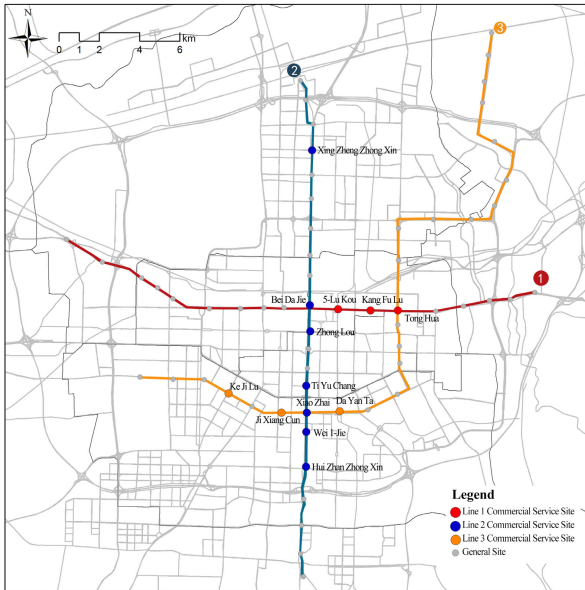 N
3
0 1 2 4 6
km
2
Xing Zheng Zhong Xin
1
Bei Da Jie 5-Lu Kou Kang Fu Lu
Tong Hua
Zhong Lou
Ke Ji Lu Ti Yu Chang
Xiao Zhai Da Yan Ta
Ji Xiang Cun
Wei 1-Jie
Hui Zhan Zhong Xin
Legend
Line 1 Commercial Service Site
Line 2 Commercial Service Site
Line 3 Commercial Service Site
General Site